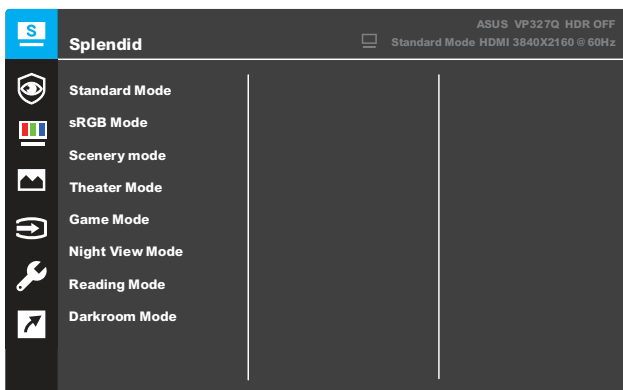 S
ASUS VP327Q HDR OFF
Splendid
Standard Mode HDMI 3840X2160 @ 60Hz
Standard Mode
sRGB Mode
Scenery mode
Theater Mode
Game Mode
Night View Mode
Reading Mode
Darkroom Mode